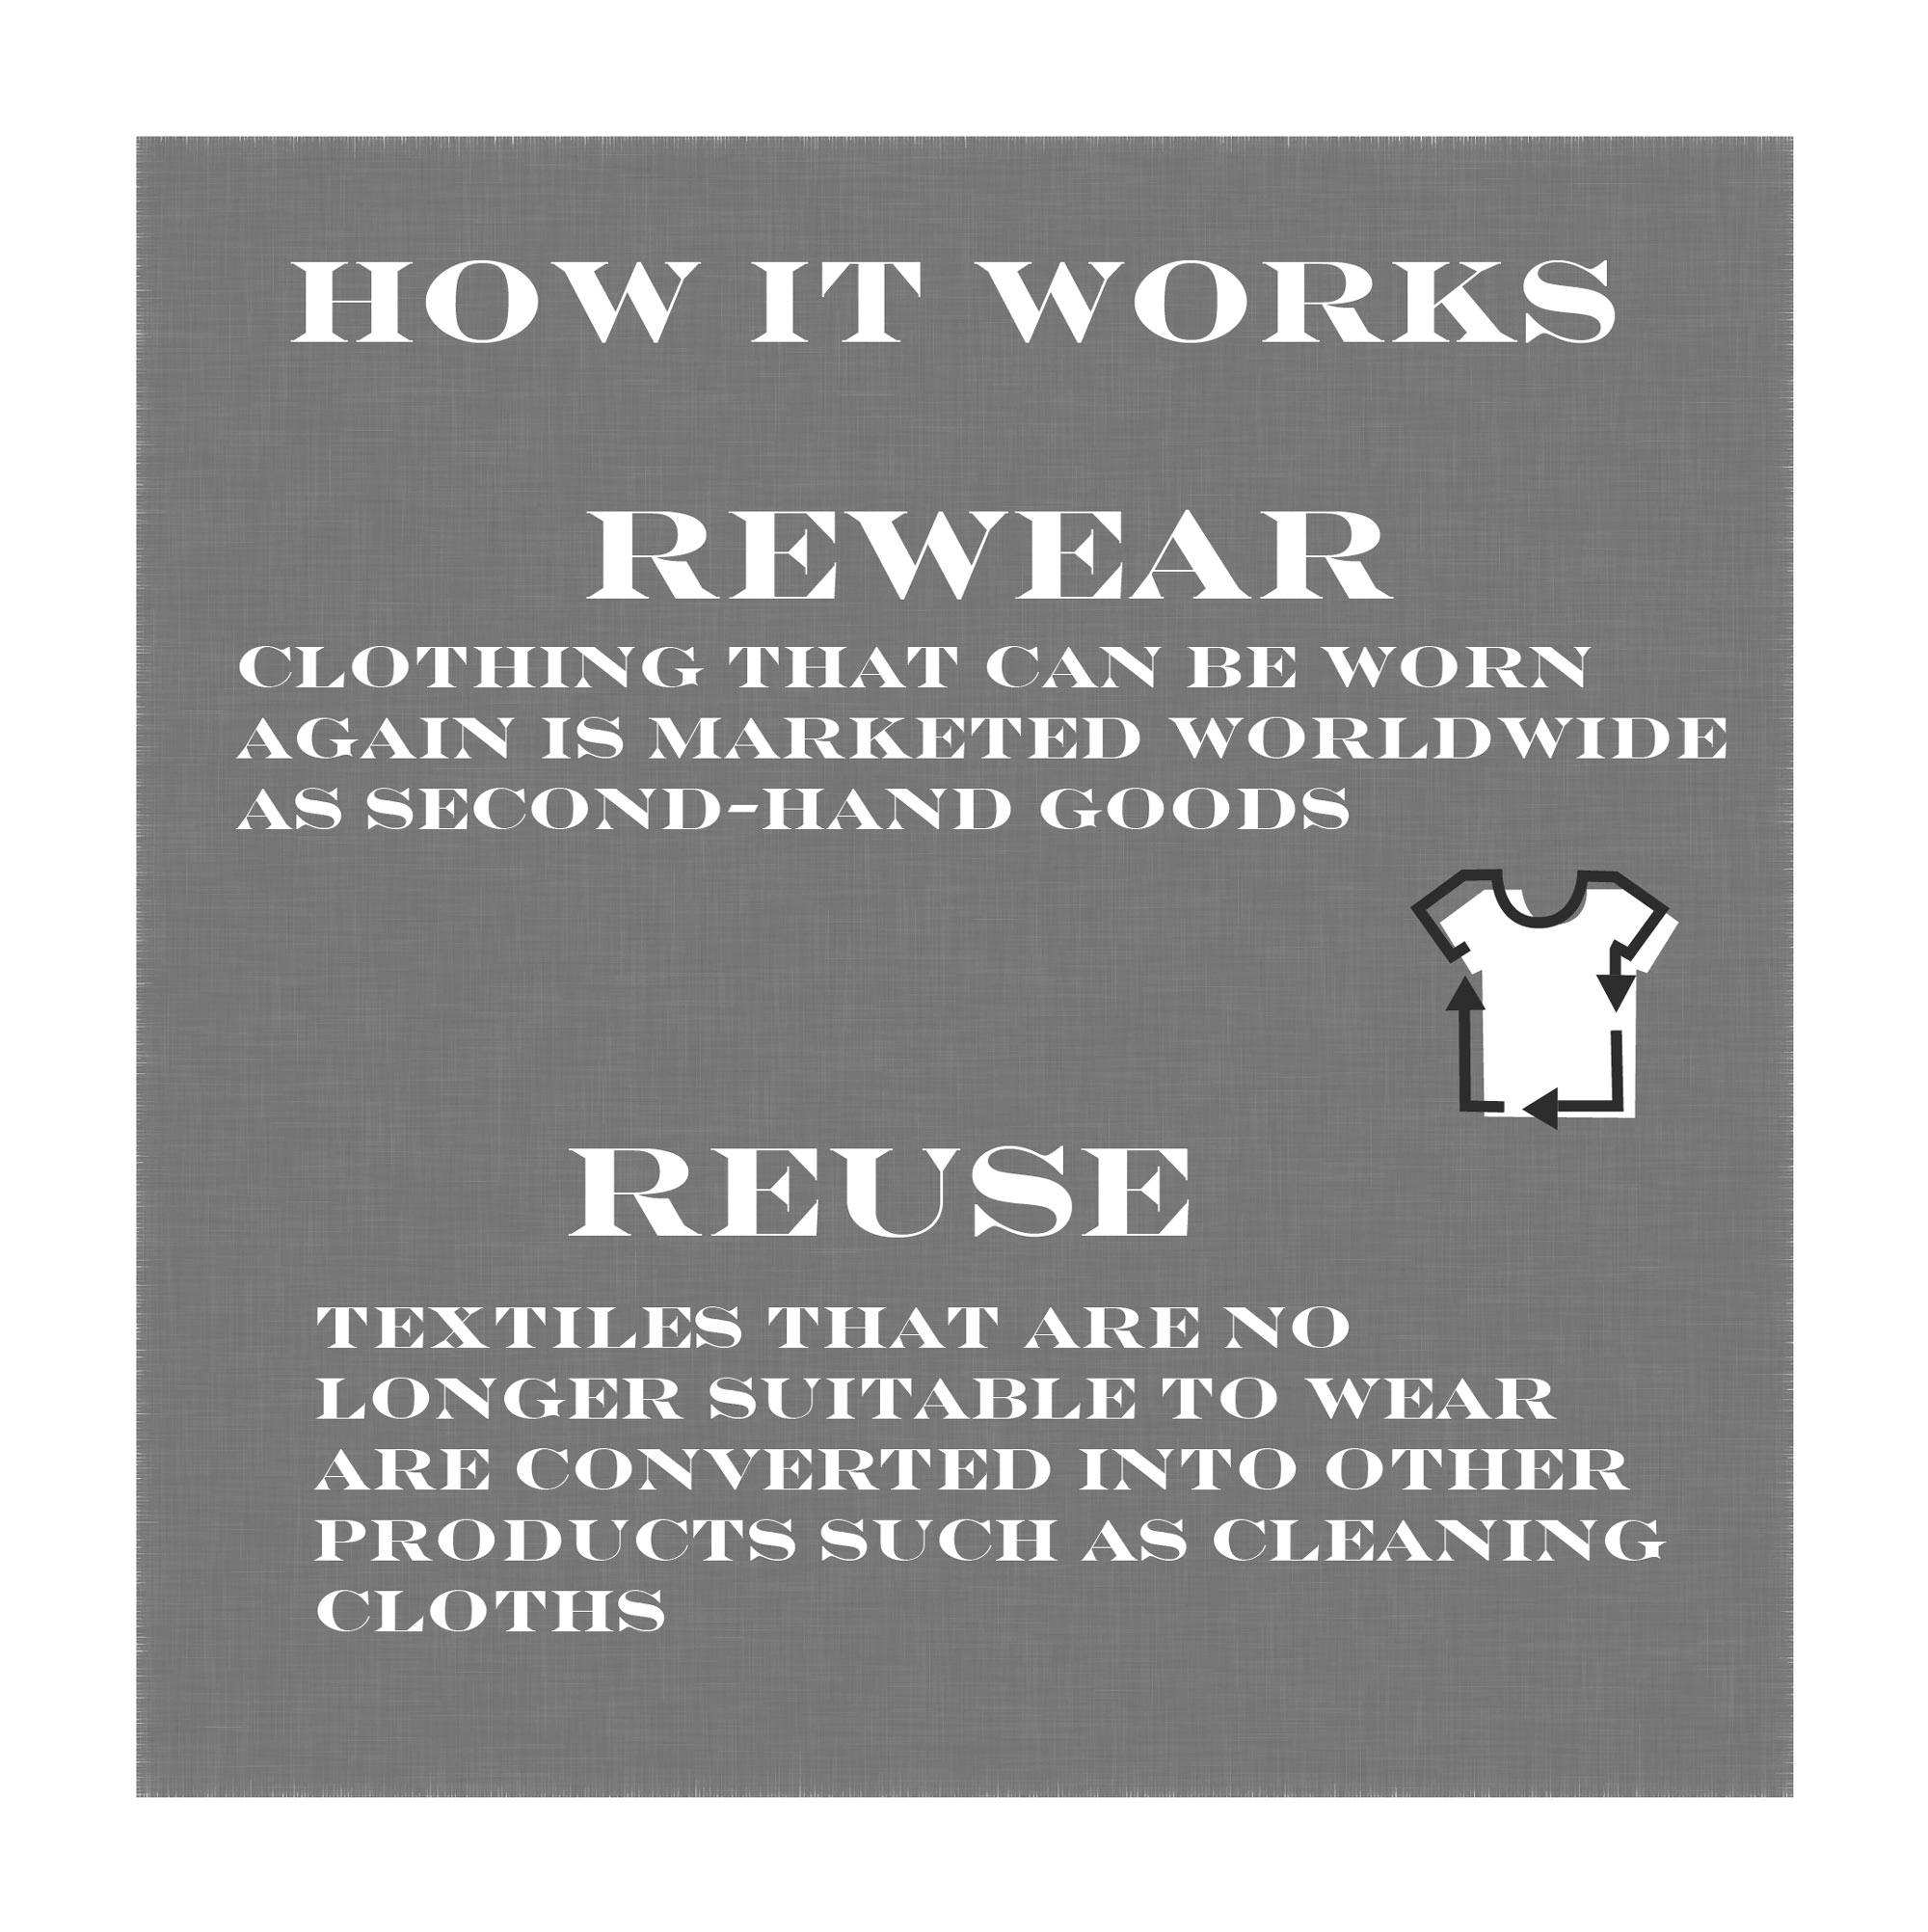 HOW IT WORKS
REWEAR
CLOTHING THAT CAN BE WORN
AGAIN IS MARKETED WORLDWIDE
AS SECOND-HAND GOODS
REUSE
TEXTILES THAT ARE NO
LONGER SUITABLE TO WEAR
ARE CONVERTED INTO OTHER
PRODUCTS SUCH AS CLEANING
CLOTHS